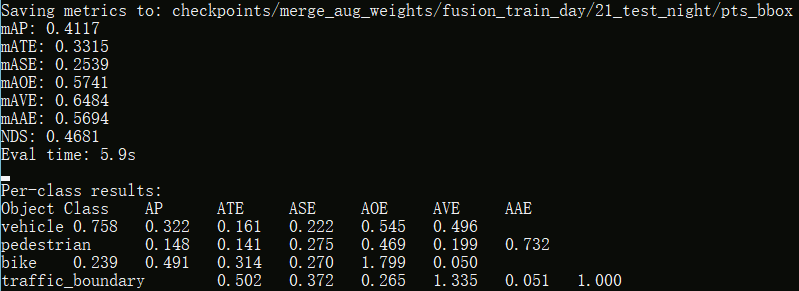 Saving metrics to: checkpoints/merge_aug_weights/fusion_train_day/21_test_night/pts_bbox
mAP: 0.4117
mATE: 0.3315
mASE: 0.2539
mAOE: 0.5741
mAVE: 0.6484
mAAE: 0.5694
NDS: 0.4681
Eval time: 5.9s
Per-class results:
Object Class AP ATE ASE AOE AVE AAE
vehicle 0.758 0.322 0.161 0.222 0.545 0.496
pedestrian 0.148 0.141 0.275 0.469 0.199 0.732
bike 0.239 0.491 0.314 0.270 1.799 0.050
traffic_boundary 0.502 0.372 0.265 1.335 0.051 1.000